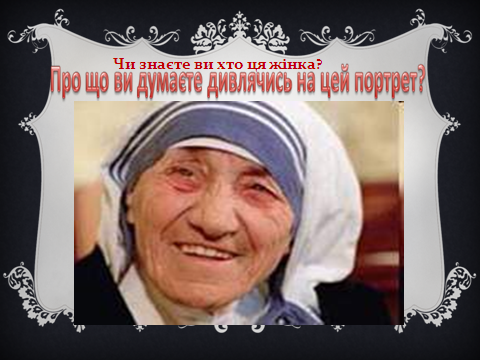 Чи знаєте ви хто ця жінка?
Про що ви думаєте дивлячись на цей портрет?